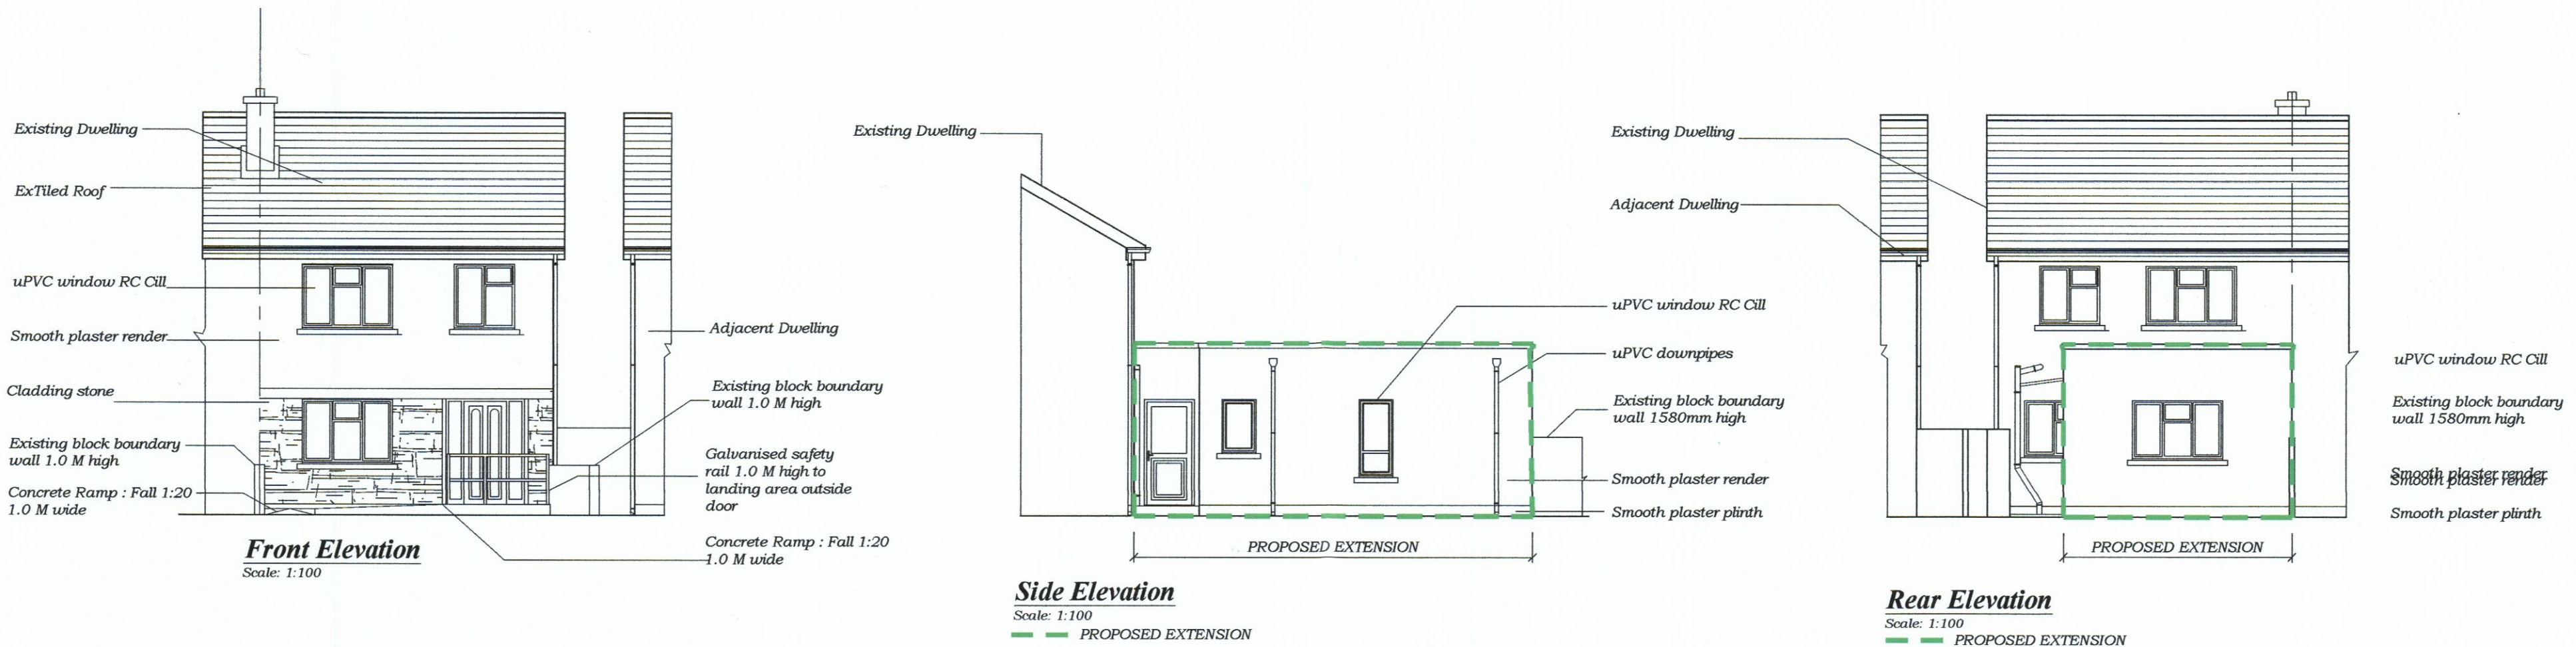 Existing Dwelling
ExTiled Roof
uPVC window RC Cill
Smooth plaster render
Cladding stone
Existing block boundary
wall 1.0 M high
Concrete Ramp : Fall 1:20
1.0 M wide
Adjacent Dwelling
Existing block boundary
wall 1.0 M high
Galvanised safety
rail 1.0 M high to
landing area outside
door
Concrete Ramp : Fall 1:20
1.0 M wide
Front Elevation
Scale: 1:100
Existing Dwelling
uPVC window RC Cill
uPVC downpipes
Existing block boundary
wall 1580mm high
Smooth plaster render
Smooth plaster plinth
PROPOSED EXTENSION
Side Elevation
Scale: 1:100
PROPOSED EXTENSION
Existing Dwelling
Adjacent Dwelling
uPVC window RC Cill
Existing block boundary
wall 1580mm high
Smooth plaster render
Smooth plaster render
Smooth plaster plinth
PROPOSED EXTENSION
Rear Elevation
Scale: 1:100
PROPOSED EXTENSION